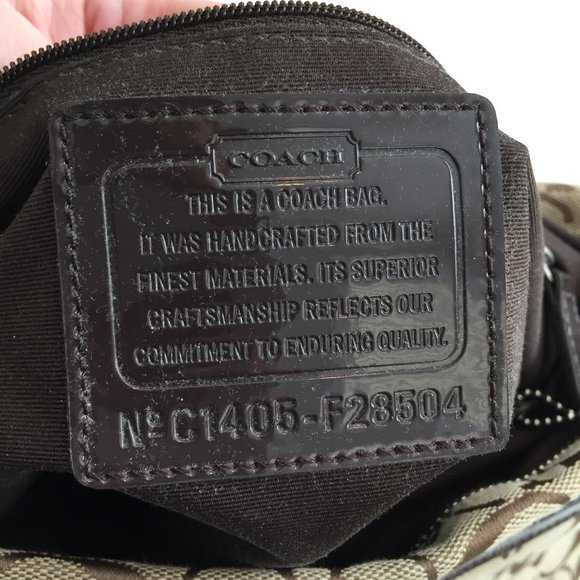 COACH
THIS IS A COACH BAG.
IT WAS HANDCRAFTED FROM THE
FINEST MATERIALS. ITS SUPERIOR
CRAFTSMANSHIP REFLECTS OUR
COMMITMENT TO ENDURING QUALITY.
Nº C1405-F28504